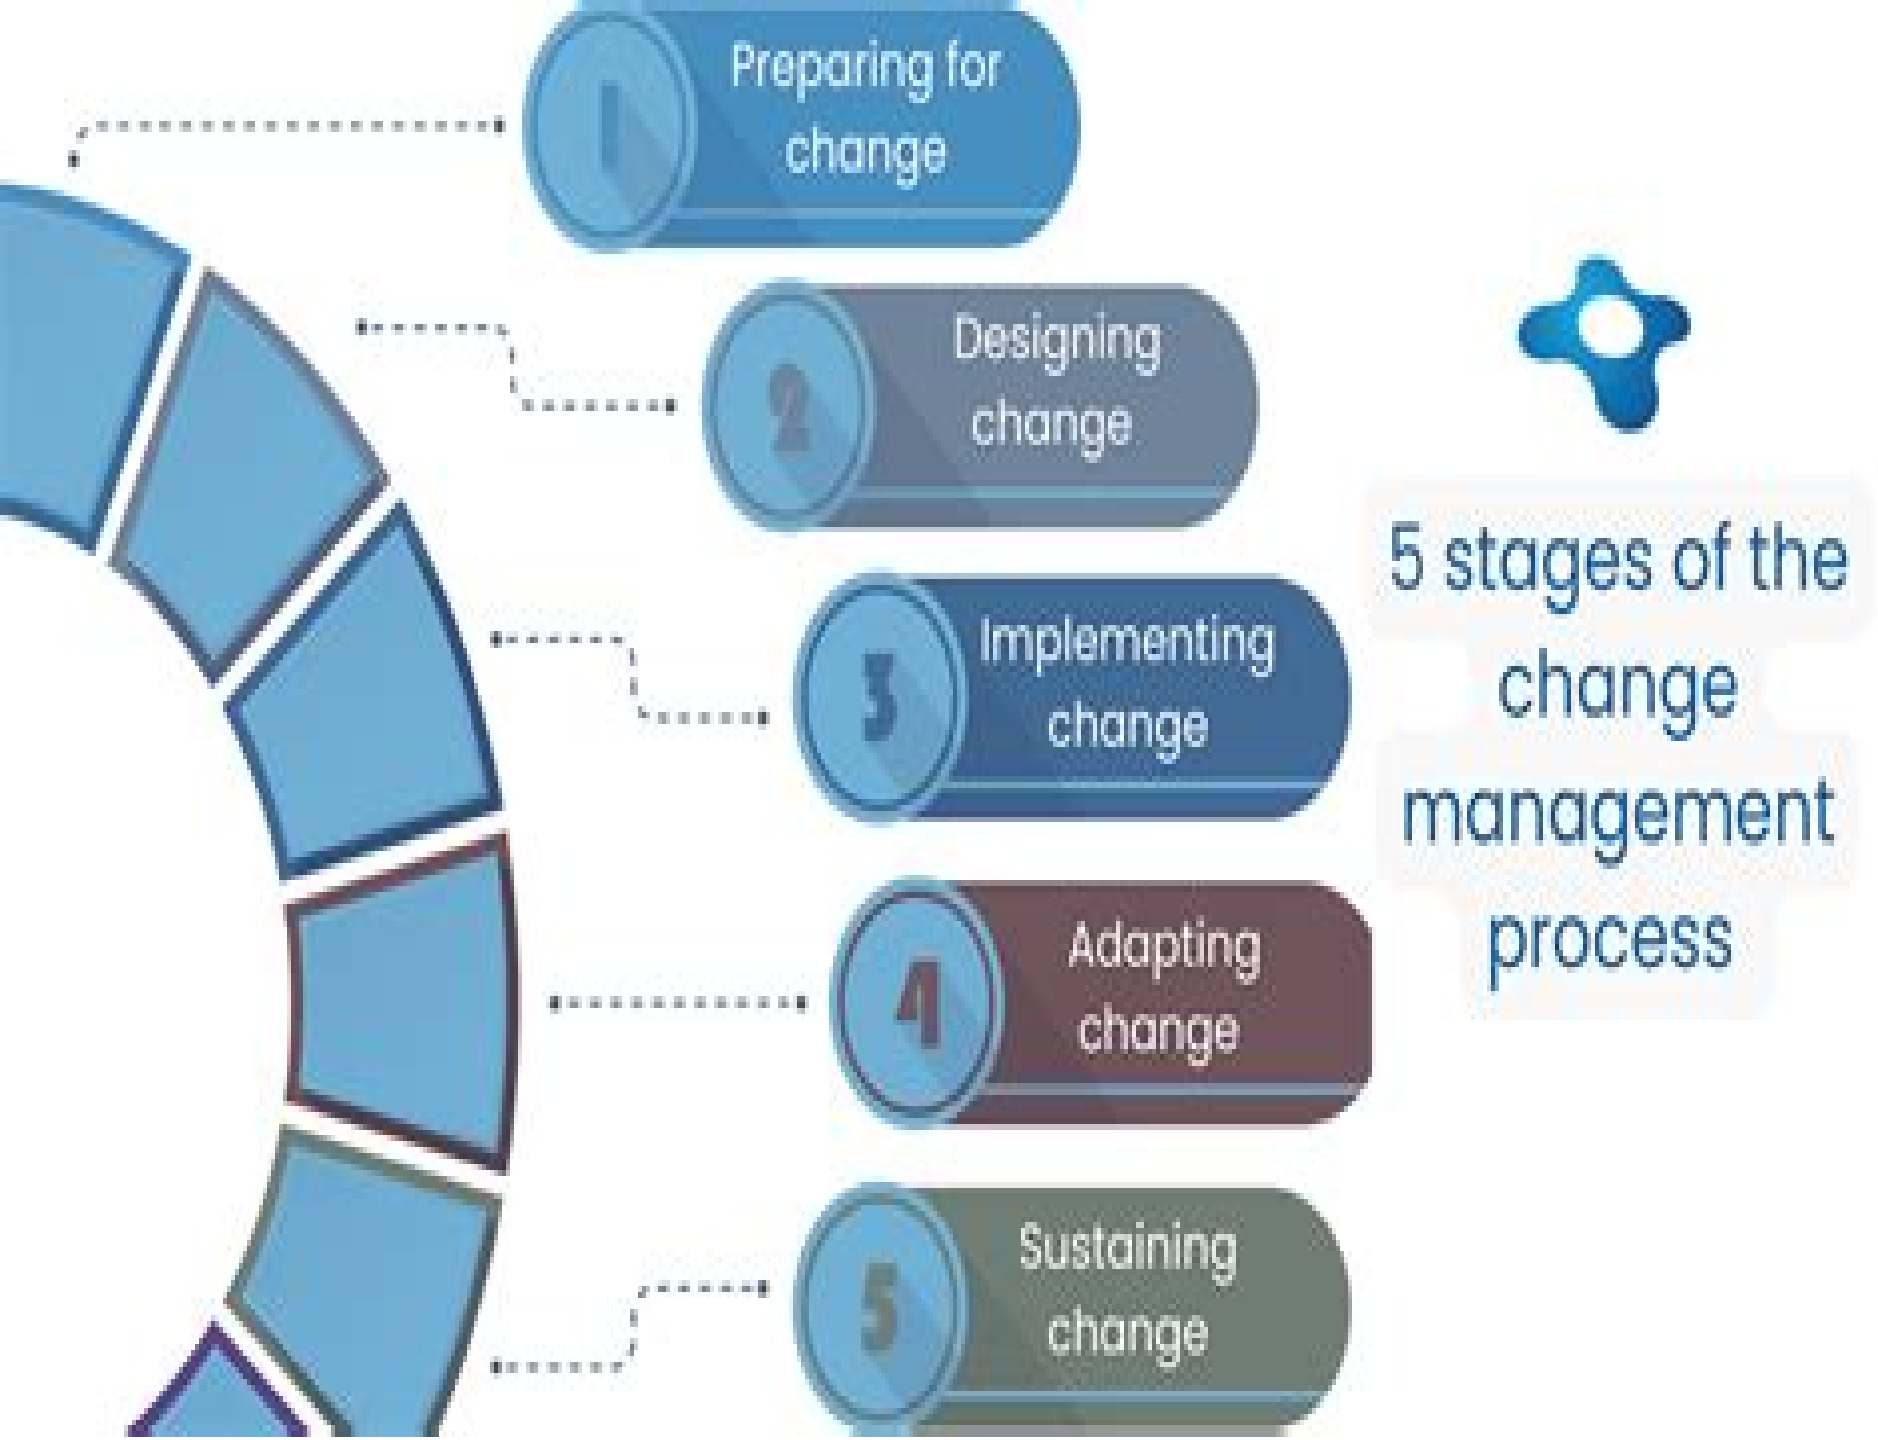 1
Preparing for
change
2
Designing
change
3
Implementing
change
4
Adapting
change
5
Sustaining
change
5 stages of the
change
management
process